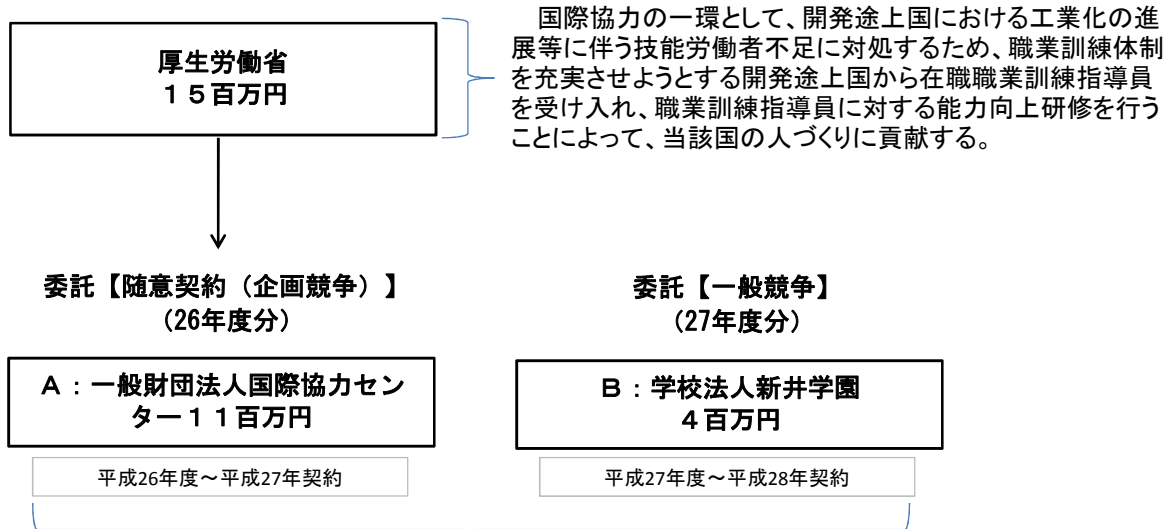 厚生労働省
１５百万円
国際協力の一環として、開発途上国における工業化の進
展等に伴う技能労働者不足に対処するため、職業訓練体制
を充実させようとする開発途上国から在職職業訓練指導員
を受け入れ、職業訓練指導員に対する能力向上研修を行う
ことによって、当該国の人づくりに貢献する。
委託【随意契約（企画競争）】
（26年度分）
Ａ：一般財団法人国際協力セン
ター１１百万円
平成26年度～平成27年契約
委託【一般競争】
（27年度分）
Ｂ：学校法人新井学園
４百万円
平成27年度～平成28年契約